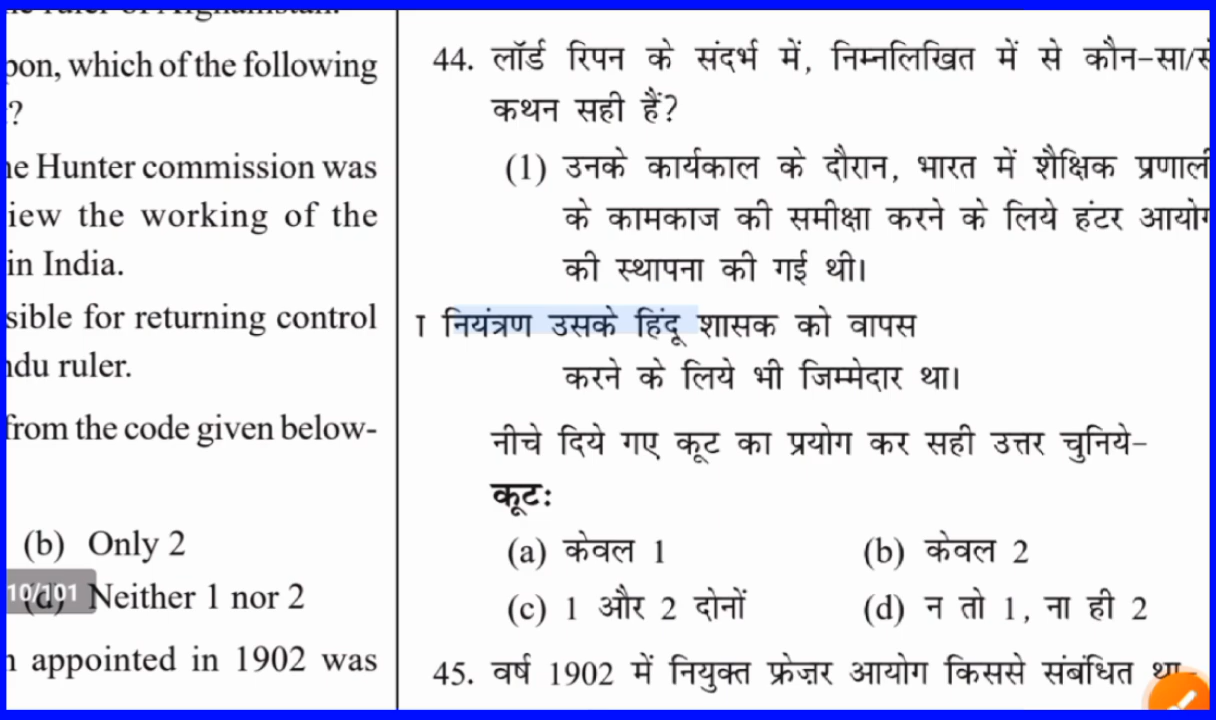 pon, which of the following
?
he Hunter commission was
iew the working of the
in India.
sible for returning control
ndu ruler.
from the code given below-
(b) Only 2
10/101
(d) Neither 1 nor 2
n appointed in 1902 was
44. लॉर्ड रिपन के संदर्भ में, निम्नलिखित में से कौन-सा/से
कथन सही हैं?
(1) उनके कार्यकाल के दौरान, भारत में शैक्षिक प्रणाली
के कामकाज की समीक्षा करने के लिये हंटर आयोग
की स्थापना की गई थी।
ा नियंत्रण उसके हिंदू शासक को वापस
करने के लिये भी जिम्मेदार था।
नीचे दिये गए कूट का प्रयोग कर सही उत्तर चुनिये-
कूटः
(a) केवल 1 (b) केवल 2
(c) 1 और 2 दोनों (d) न तो 1, ना ही 2
45. वर्ष 1902 में नियुक्त फ्रेज़र आयोग किससे संबंधित था-